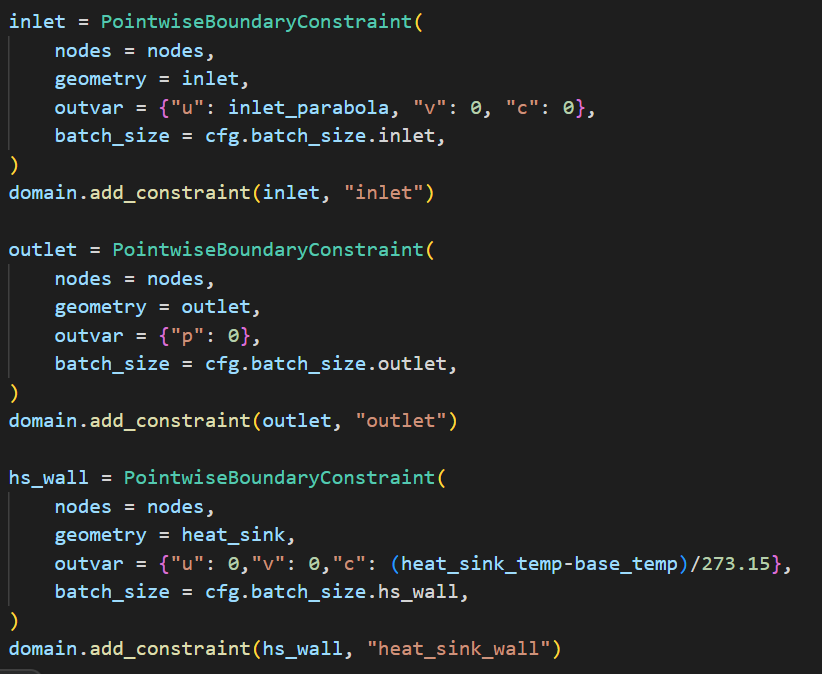 inlet = PointwiseBoundaryConstraint(
    nodes = nodes,
    geometry = inlet,
    outvar = {"u": inlet_parabola, "v": 0, "c": 0},
    batch_size = cfg.batch_size.inlet,
)
domain.add_constraint(inlet, "inlet")

outlet = PointwiseBoundaryConstraint(
    nodes = nodes,
    geometry = outlet,
    outvar = {"p": 0},
    batch_size = cfg.batch_size.outlet,
)
domain.add_constraint(outlet, "outlet")

hs_wall = PointwiseBoundaryConstraint(
    nodes = nodes,
    geometry = heat_sink,
    outvar = {"u": 0,"v": 0,"c": (heat_sink_temp-base_temp)/273.15},
    batch_size = cfg.batch_size.hs_wall,
)
domain.add_constraint(hs_wall, "heat_sink_wall")